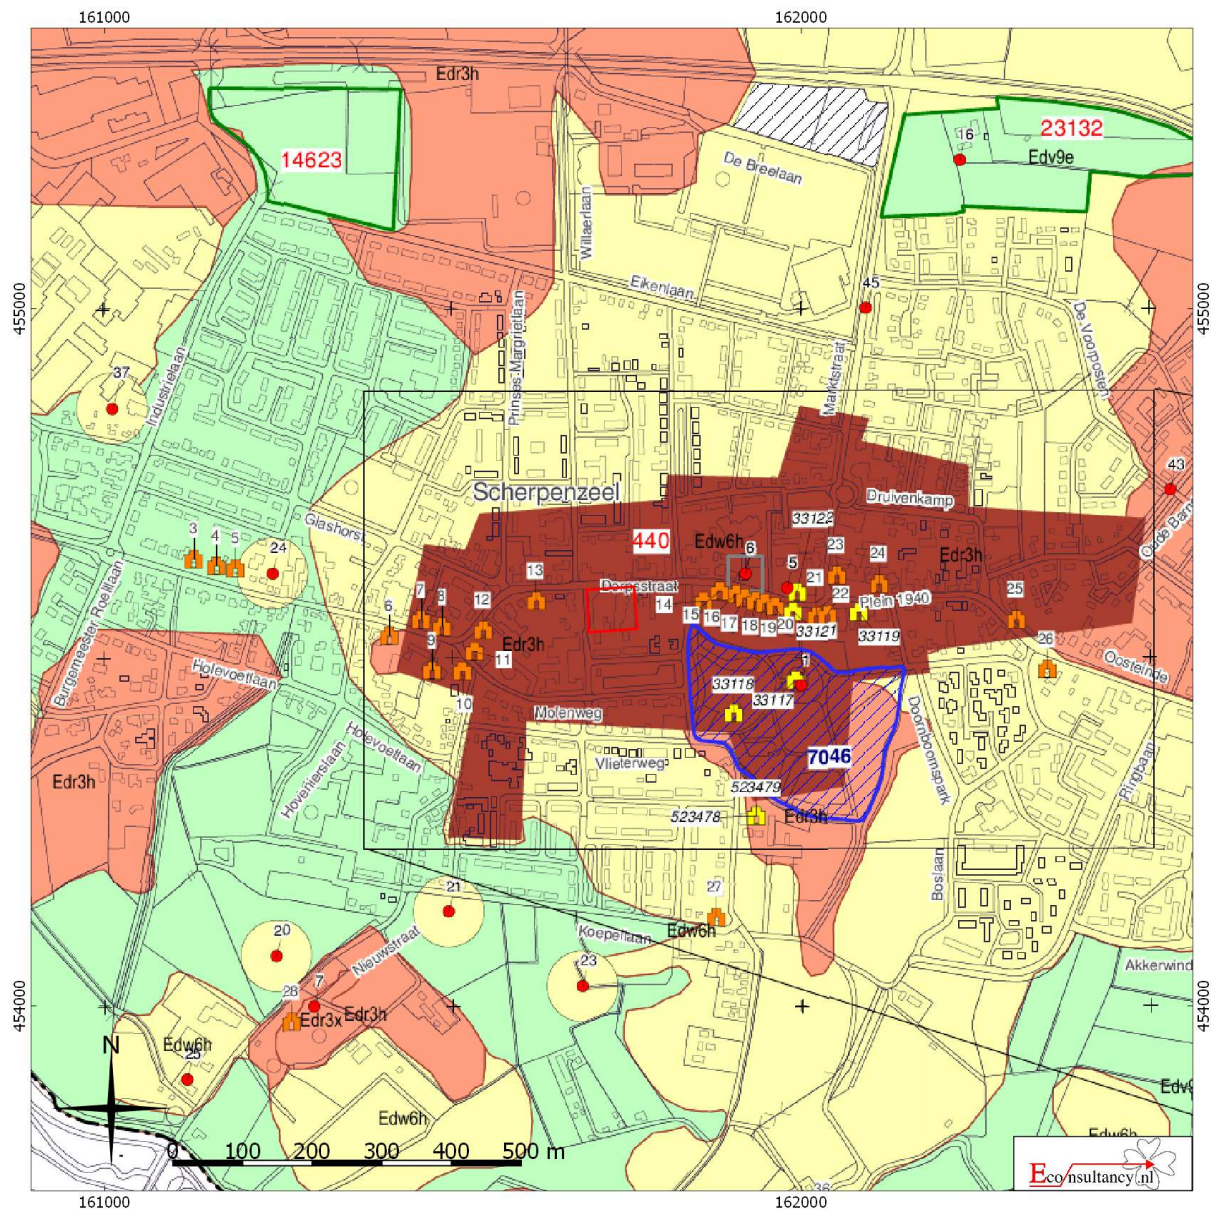 161000
162000
Edr3h
14623
16
23132
Edv9e
De Breelaan
Willaerlaan
Eikenlaan
45
455000
455000
Prinses Margrietlaan
De Voorposten
Industrielaan
37
Marktstraat
43
Scherpenzeel
Druivenkamp
Glashorst
33122
440
Edw6h
Edr3h
Oude Barn
3
4
5
24
6
5
23
24
13
Dorpsstraat
21
22
Plein 1940
25
7
8
12
14
15
16
17
18
19
20
33121
33119
6
9
Edr3h
11
26
Oosteinde
Burgemeester Roelllaan
Holevoetlaan
10
33118
1
33117
Molenweg
Doornboomspark
Holevoetlaan
Hovenierslaan
Vlieterweg
7046
Ringbaan
Edr3h
523479
523478
Edr3h
Boslaan
21
27
20
Nieuwstraat
Koepellaan
Edw6h
23
Akkerwind
28
7
454000
454000
Edr3x
Edr3h
N
Edw6h
25
Edv9
Edw6h
Edw6h
0 100 200 300 400 500 m
36
Econsultancy.nl
161000
162000